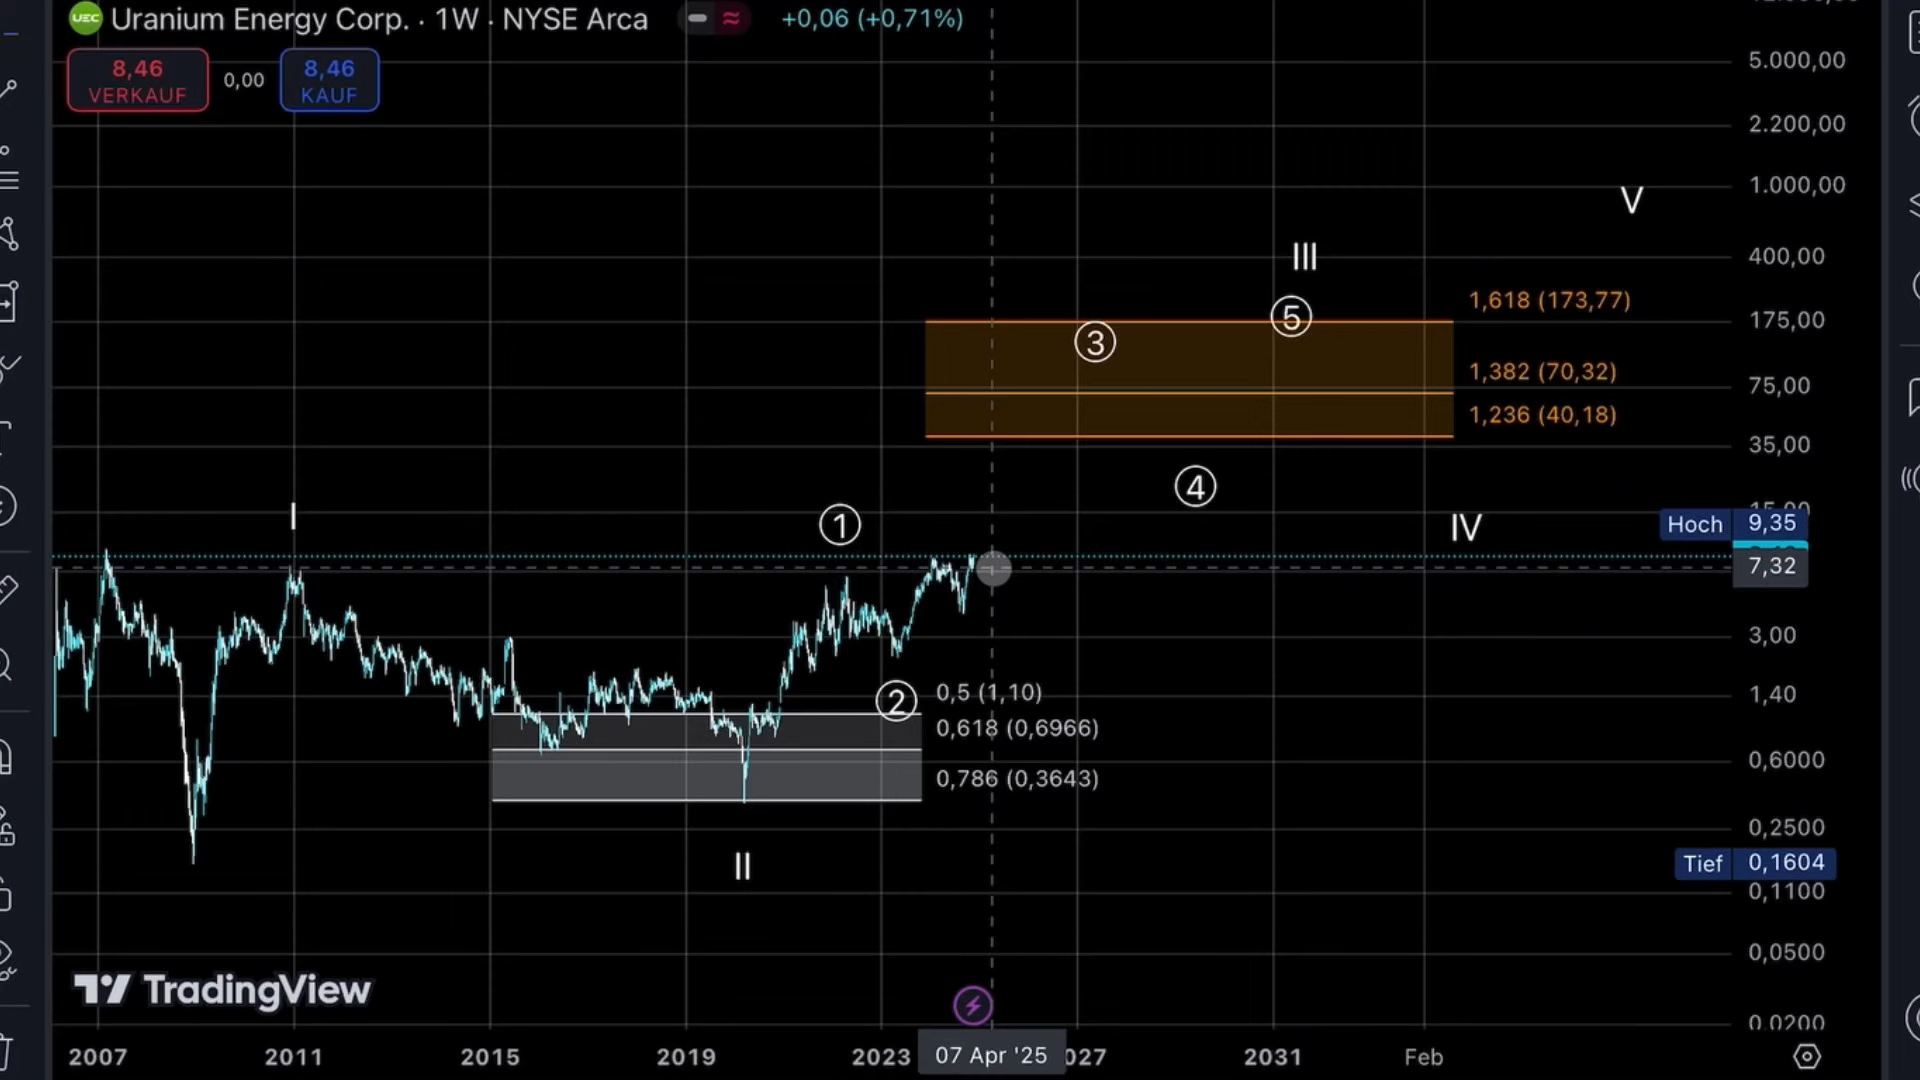 UEC Uranium Energy Corp. · 1W · NYSE Arca +0,06 (+0,71%)
8,46 VERKAUF
0,00
8,46 KAUF
5.000,00
2.200,00
1.000,00
V
400,00
III
1,618 (173,77)
175,00
5
3
1,382 (70,32)
75,00
1,236 (40,18)
35,00
4
15,00
I
1
IV
Hoch 9,35
7,32
3,00
0,5 (1,10)
1,40
2
0,618 (0,6966)
0,6000
0,786 (0,3643)
0,2500
II
Tief 0,1604
0,1100
0,0500
TradingView
0,0200
2007 2011 2015 2019 2023 07 Apr '25 027 2031 Feb